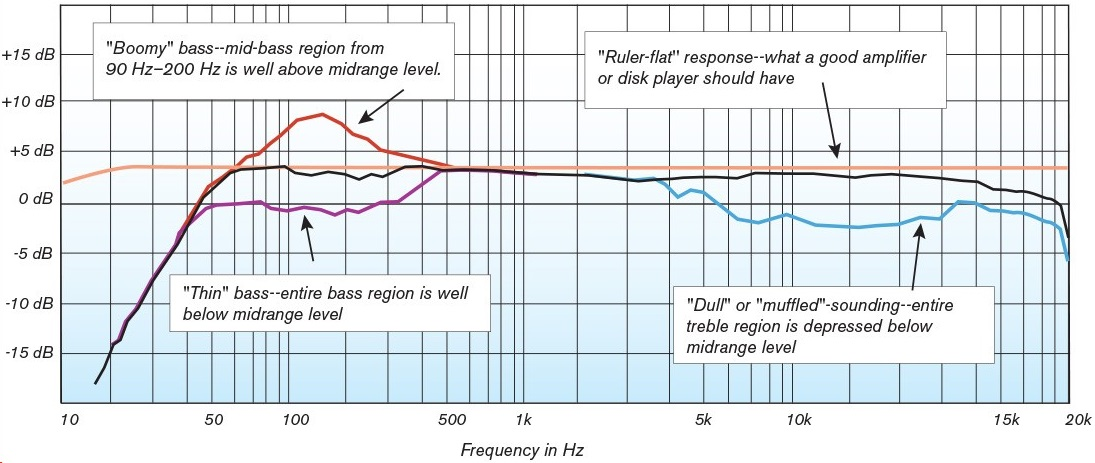 "Boomy" bass--mid-bass region from
90 Hz–200 Hz is well above midrange level.
"Ruler-flat" response--what a good amplifier
or disk player should have
+15 dB
+10 dB
+5 dB
0 dB
-5 dB
-10 dB
-15 dB
"Thin" bass--entire bass region is well
below midrange level
"Dull" or "muffled"-sounding--entire
treble region is depressed below
midrange level
10 50 100 500 1k 5k 10k 15k 20k
Frequency in Hz